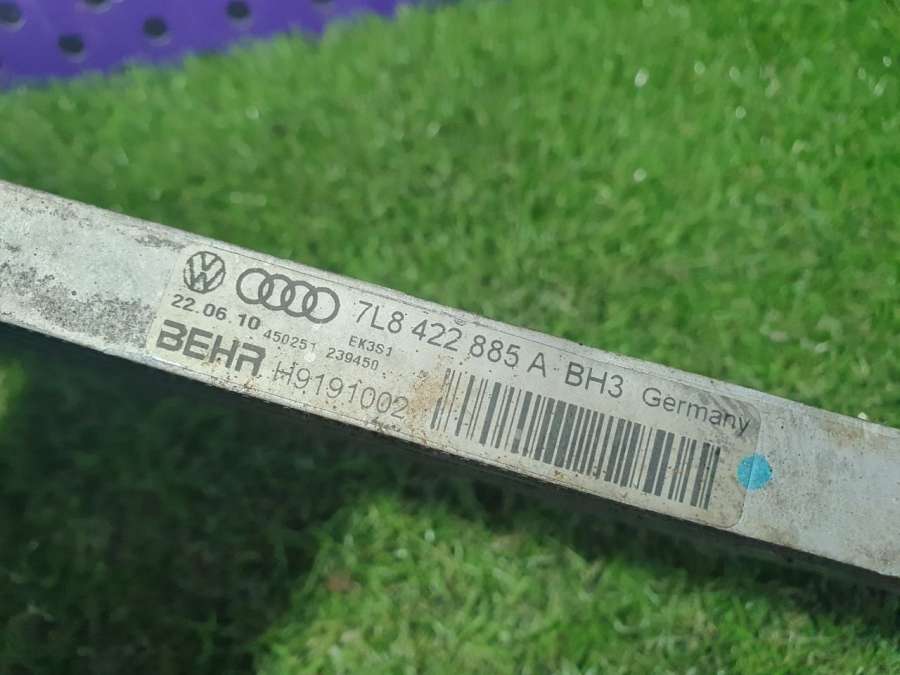 7L8 422 885 A BH3 Germany
22.06.10 450251 239450 EK3S1
BEHR H9191002